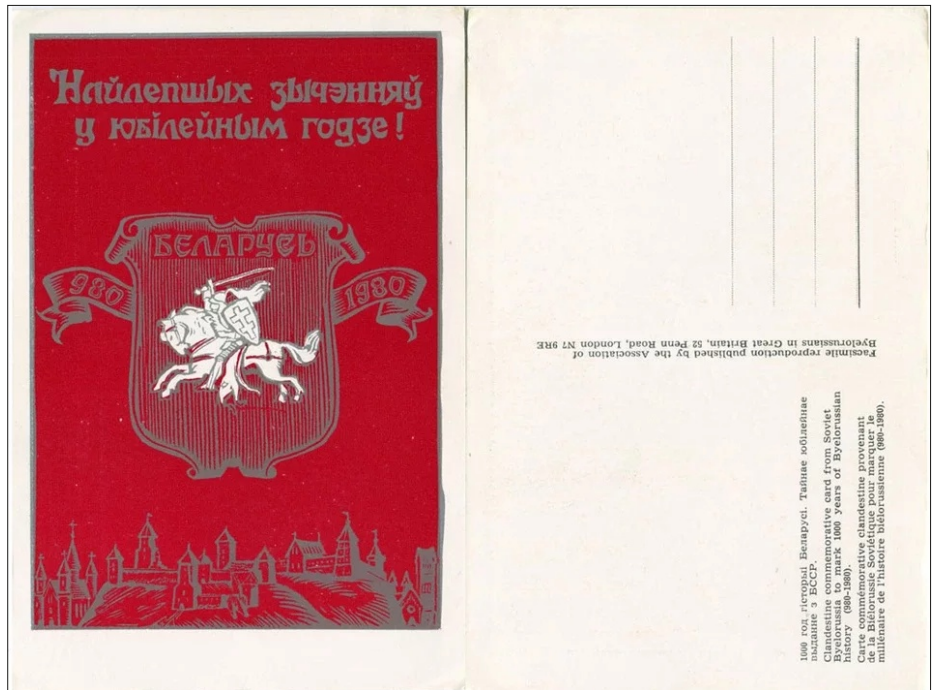 Найлепшых зычэнняў
у юбілейным годзе!
БЕЛАРУСЬ
980
1980
Facsimile reproduction published by the Association of
Byelorussians in Great Britain, 52 Penn Road, London N7 9RE
1000 год гісторыі Беларусі. Тайнае юбілейнае
выданне з БССР.
Clandestine commemorative card from Soviet
Byelorussia to mark 1000 years of Byelorussian
history (980-1980).
Carte commémorative clandestine provenant
de la Biélorussie Soviétique pour marquer le
millénaire de l'histoire biélorussienne (980-1980).